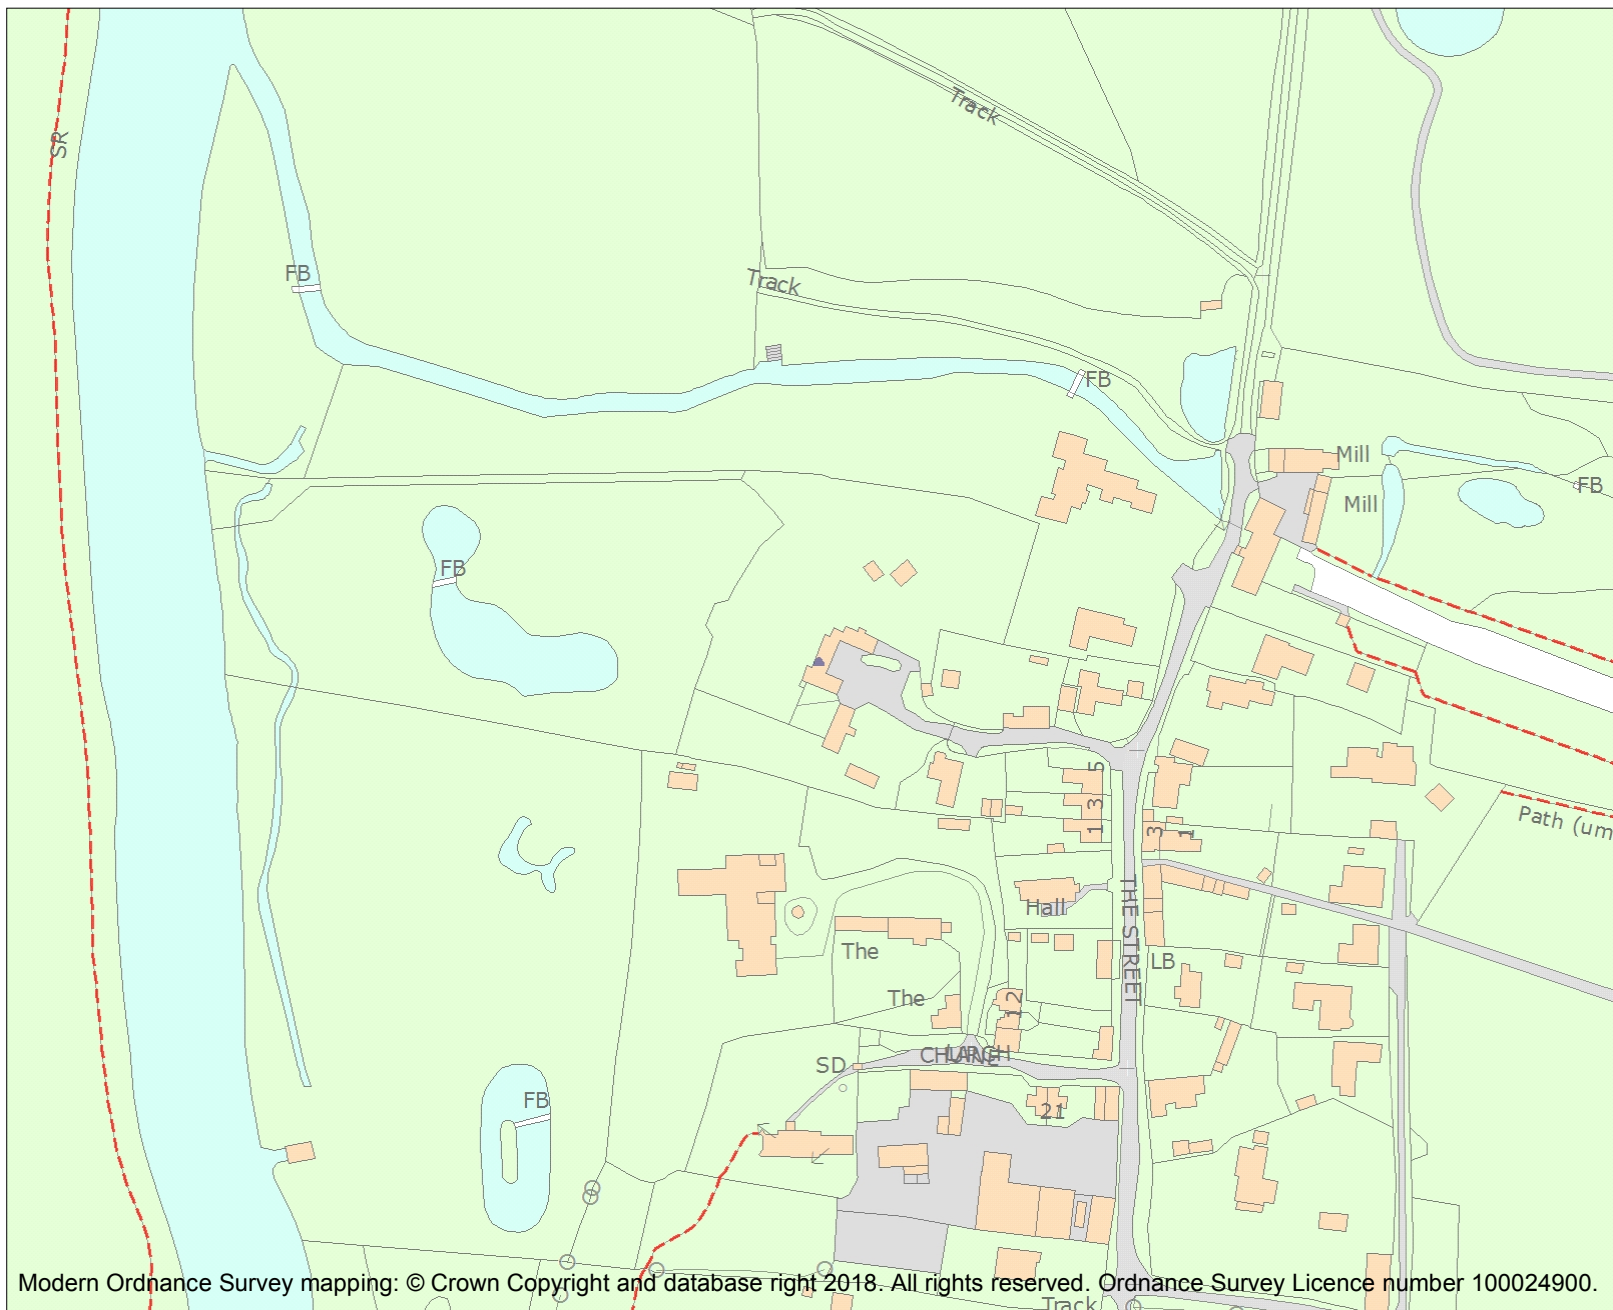 Track
SR
FB
Track
FB
Mill
FB
Mill
FB
5
3
1
3
1
Path (um
THE STREET
Hall
The
LB
The
12
CHURCH
LANE
SD
FB
21
Modern Ordnance Survey mapping: © Crown Copyright and database right 2018. All rights reserved. Ordnance Survey Licence number 100024900.
Track